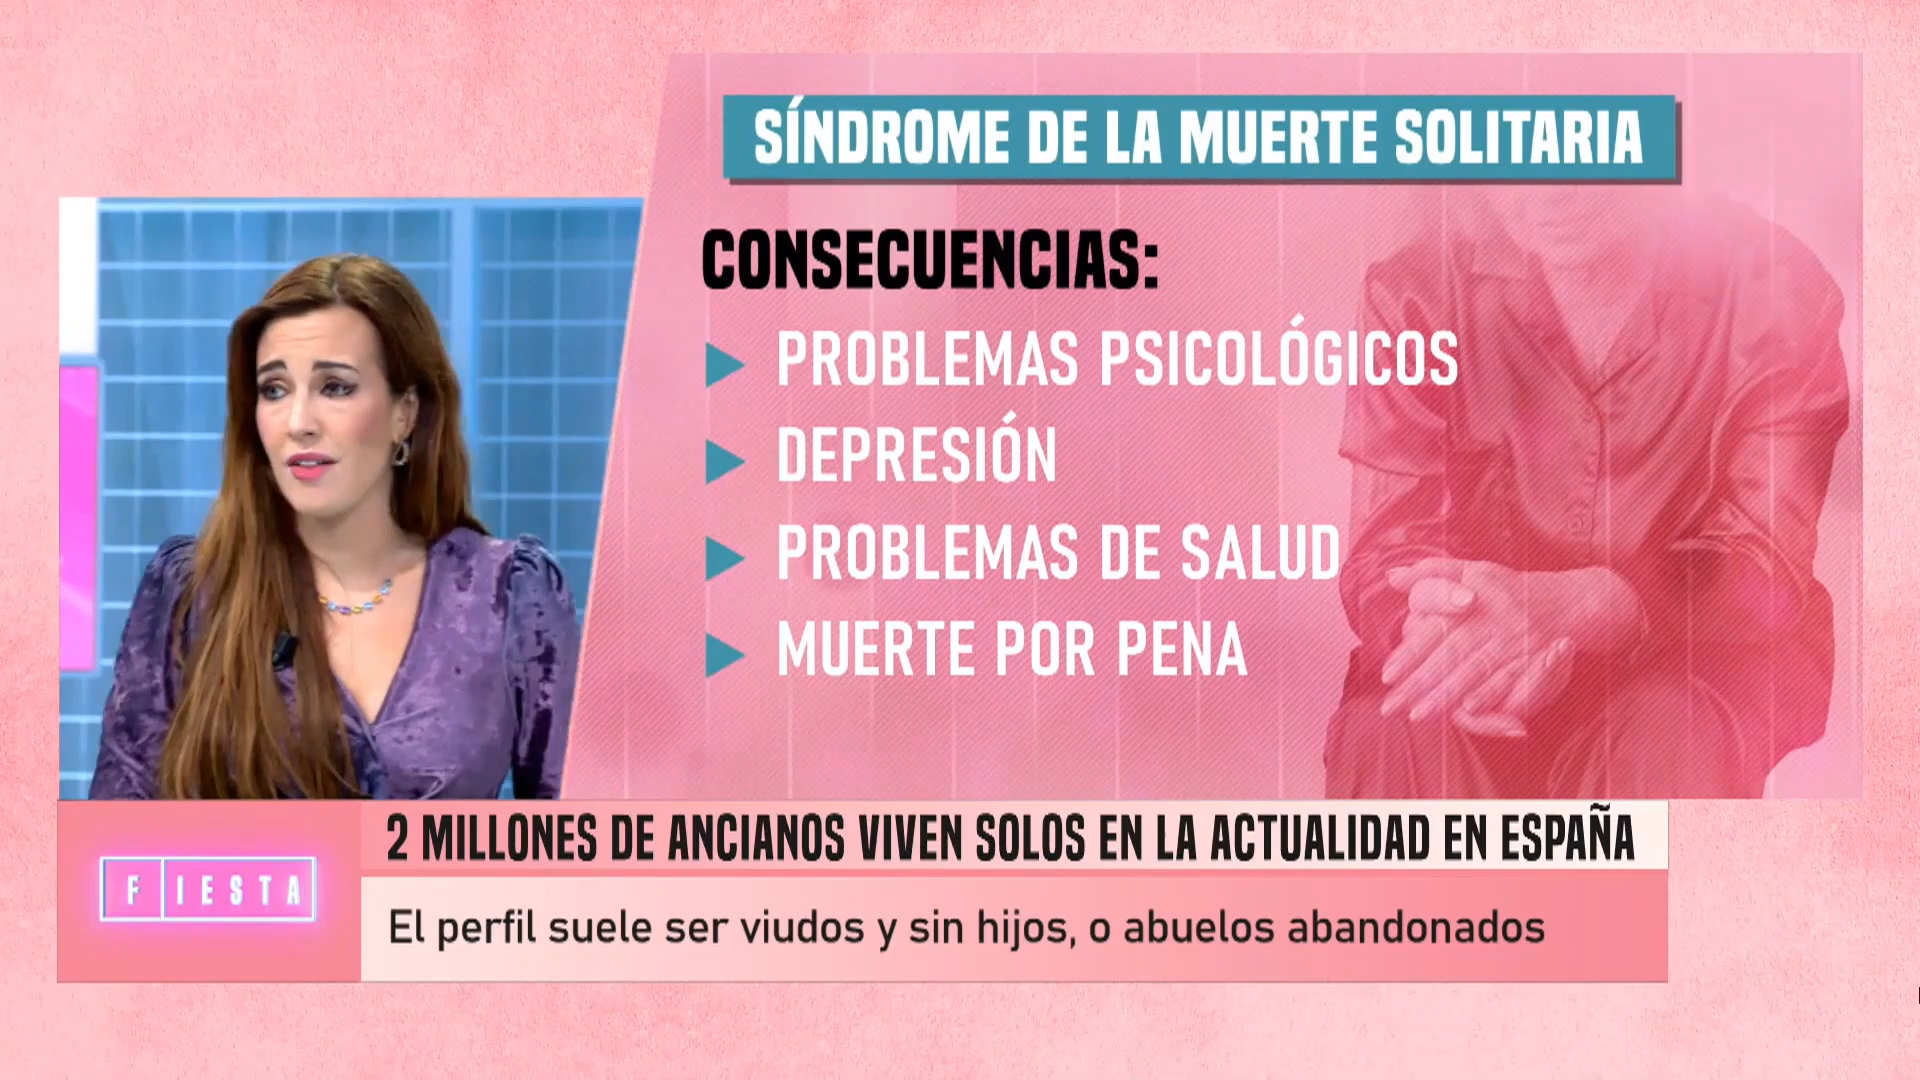 SÍNDROME DE LA MUERTE SOLITARIA
CONSECUENCIAS:
PROBLEMAS PSICOLÓGICOS
DEPRESIÓN
PROBLEMAS DE SALUD
MUERTE POR PENA
2 MILLONES DE ANCIANOS VIVEN SOLOS EN LA ACTUALIDAD EN ESPAÑA
FIESTA
El perfil suele ser viudos y sin hijos, o abuelos abandonados